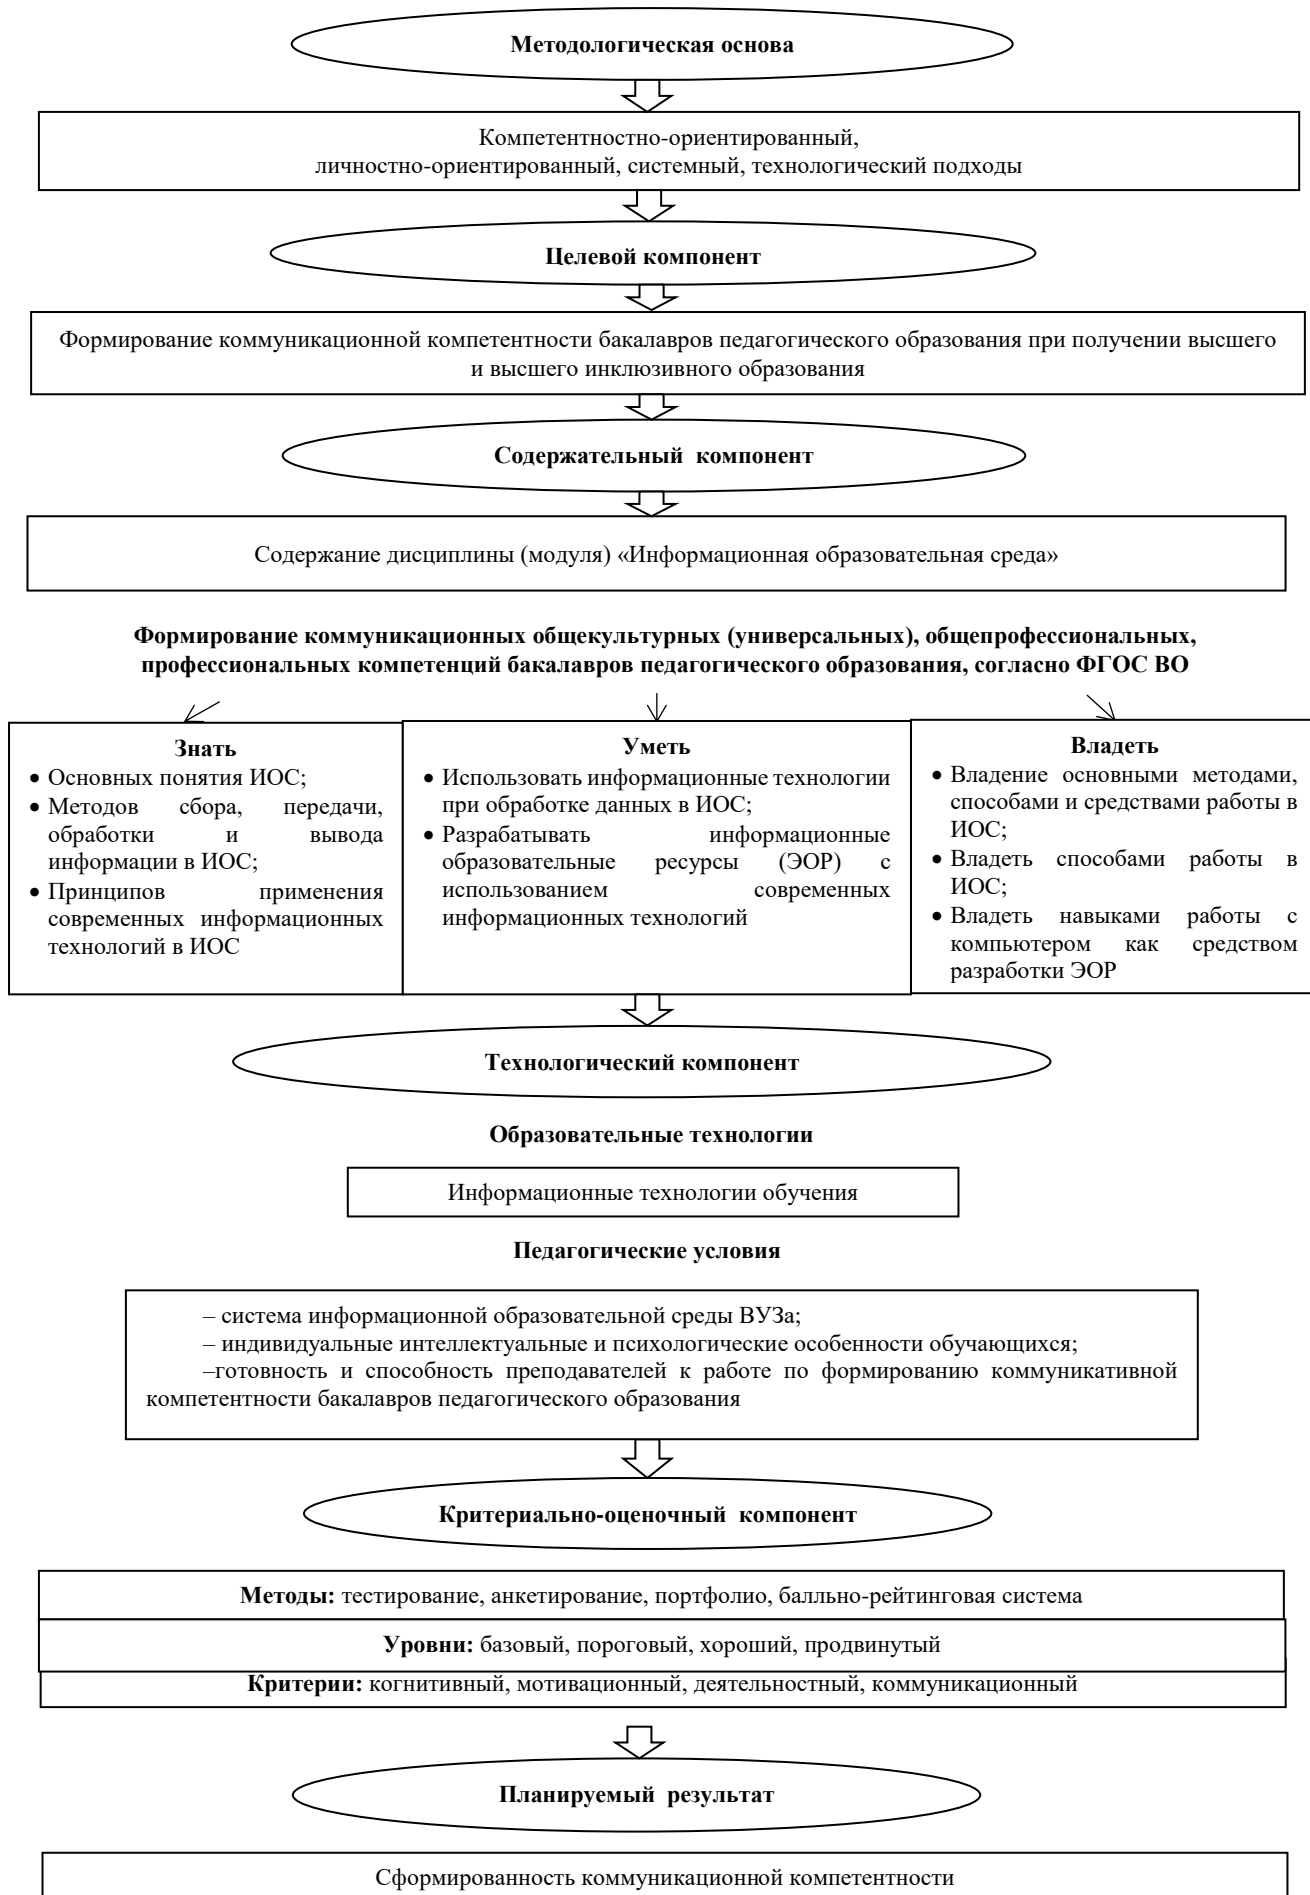 Методологическая основа
Компетентностно-ориентированный,
личностно-ориентированный, системный, технологический подходы
Целевой компонент
Формирование коммуникационной компетентности бакалавров педагогического образования при получении высшего
и высшего инклюзивного образования
Содержательный компонент
Содержание дисциплины (модуля) «Информационная образовательная среда»
Формирование коммуникационных общекультурных (универсальных), общепрофессиональных,
профессиональных компетенций бакалавров педагогического образования, согласно ФГОС ВО
Знать
• Основных понятия ИОС;
• Методов сбора, передачи,
обработки и вывода
информации в ИОС;
• Принципов применения
современных информационных
технологий в ИОС
Уметь
• Использовать информационные технологии
при обработке данных в ИОС;
• Разрабатывать информационные
образовательные ресурсы (ЭОР) с
использованием современных
информационных технологий
Владеть
• Владение основными методами,
способами и средствами работы в
ИОС;
• Владеть способами работы в
ИОС;
• Владеть навыками работы с
компьютером как средством
разработки ЭОР
Технологический компонент
Образовательные технологии
Информационные технологии обучения
Педагогические условия
– система информационной образовательной среды ВУЗа;
– индивидуальные интеллектуальные и психологические особенности обучающихся;
–готовность и способность преподавателей к работе по формированию коммуникативной
компетентности бакалавров педагогического образования
Критериально-оценочный компонент
Методы: тестирование, анкетирование, портфолио, балльно-рейтинговая система
Уровни: базовый, пороговый, хороший, продвинутый
Критерии: когнитивный, мотивационный, деятельностный, коммуникационный
Планируемый результат
Сформированность коммуникационной компетентности